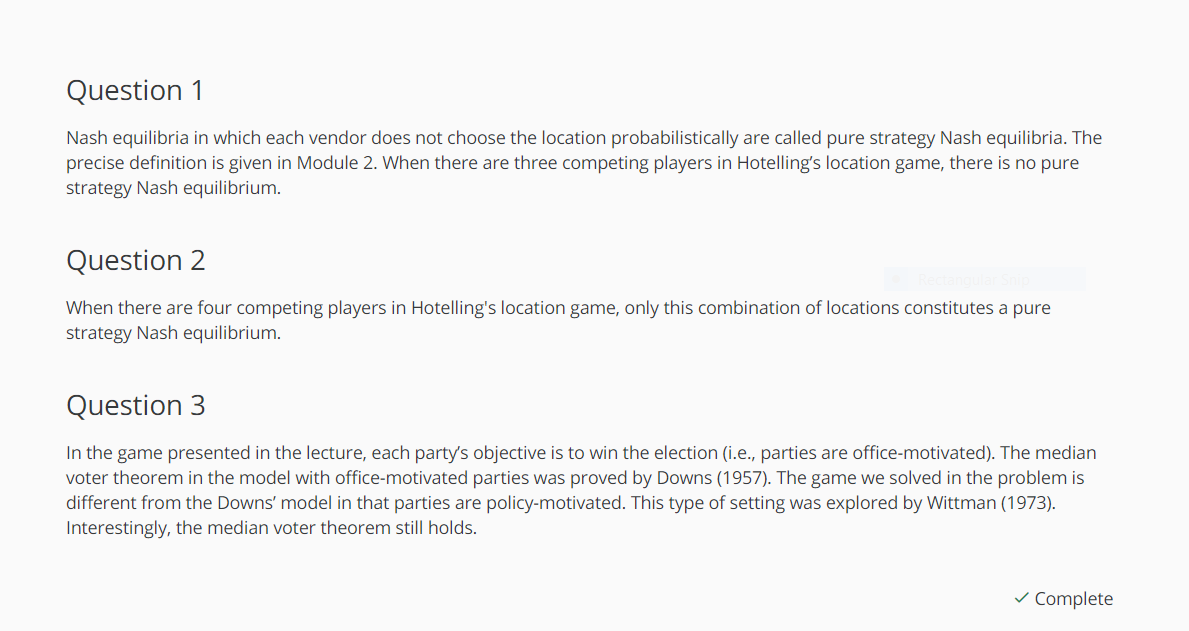 Question 1
Nash equilibria in which each vendor does not choose the location probabilistically are called pure strategy Nash equilibria. The
precise definition is given in Module 2. When there are three competing players in Hotelling’s location game, there is no pure
strategy Nash equilibrium.
Question 2
Rectangular Snip
When there are four competing players in Hotelling's location game, only this combination of locations constitutes a pure
strategy Nash equilibrium.
Question 3
In the game presented in the lecture, each party’s objective is to win the election (i.e., parties are office-motivated). The median
voter theorem in the model with office-motivated parties was proved by Downs (1957). The game we solved in the problem is
different from the Downs’ model in that parties are policy-motivated. This type of setting was explored by Wittman (1973).
Interestingly, the median voter theorem still holds.
Complete